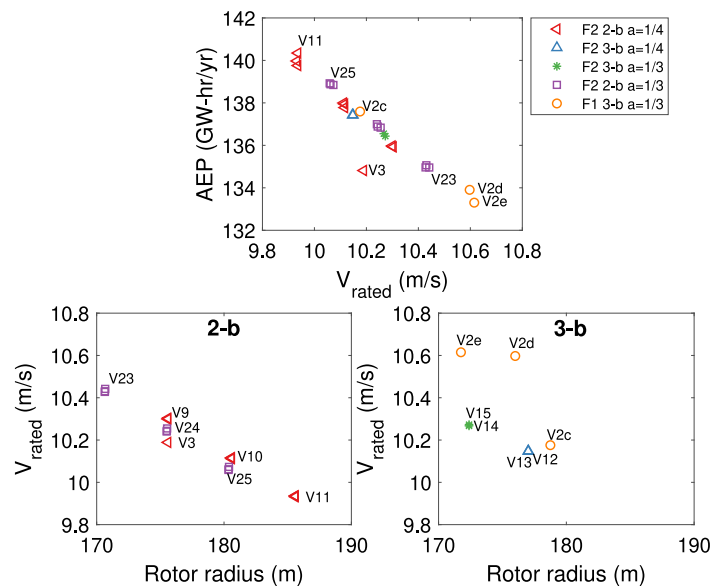 142
140
138
136
134
132
AEP (GW-hr/yr)
V11
V25
V2c
V3
V23
V2d
V2e
9.8 10 10.2 10.4 10.6 10.8
V_rated (m/s)
F2 2-b a=1/4
F2 3-b a=1/4
F2 3-b a=1/3
F2 2-b a=1/3
F1 3-b a=1/3
2-b
10.8
10.6
10.4
10.2
10
9.8
V_rated (m/s)
V23
V9
V24
V3
V10
V25
V11
170 180 190
Rotor radius (m)
3-b
10.8
10.6
10.4
10.2
10
9.8
V_rated (m/s)
V2e
V2d
V15
V14
V2c
V13
V12
170 180 190
Rotor radius (m)